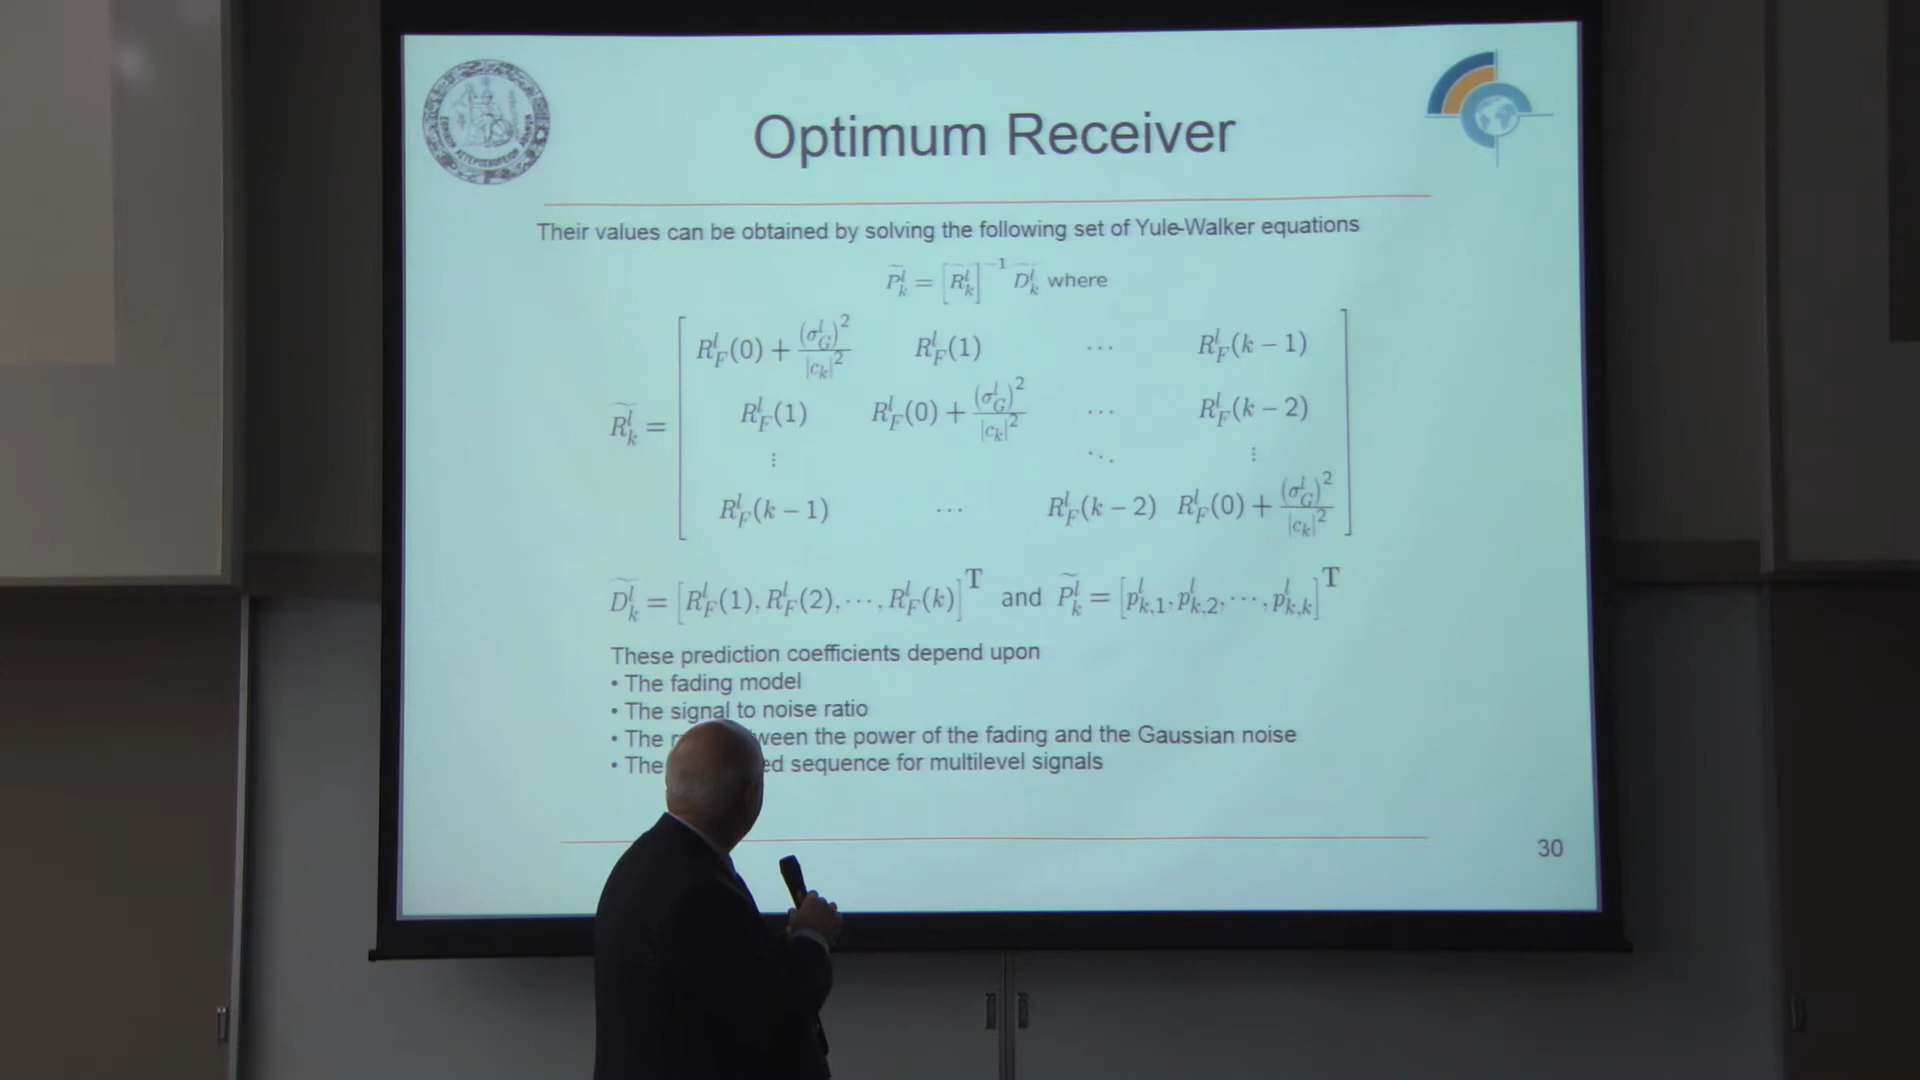 Optimum Receiver
Their values can be obtained by solving the following set of Yule-Walker equations
P̃ₖˡ = [R̃ₖˡ]⁻¹ D̃ₖˡ where
R̃ₖˡ = [ R_Fˡ(0) + (σ_Gˡ)²/|cₖ|² R_Fˡ(1) ⋯ R_Fˡ(k − 1)
R_Fˡ(1) R_Fˡ(0) + (σ_Gˡ)²/|cₖ|² ⋯ R_Fˡ(k − 2)
⋮ ⋱ ⋮
R_Fˡ(k − 1) ⋯ R_Fˡ(k − 2) R_Fˡ(0) + (σ_Gˡ)²/|cₖ|² ]
D̃ₖˡ = [R_Fˡ(1), R_Fˡ(2), ⋯, R_Fˡ(k)]ᵀ and P̃ₖˡ = [pˡₖ,₁, pˡₖ,₂, ⋯, pˡₖ,ₖ]ᵀ
These prediction coefficients depend upon
• The fading model
• The signal to noise ratio
• The between the power of the fading and the Gaussian noise
• The sequence for multilevel signals
30